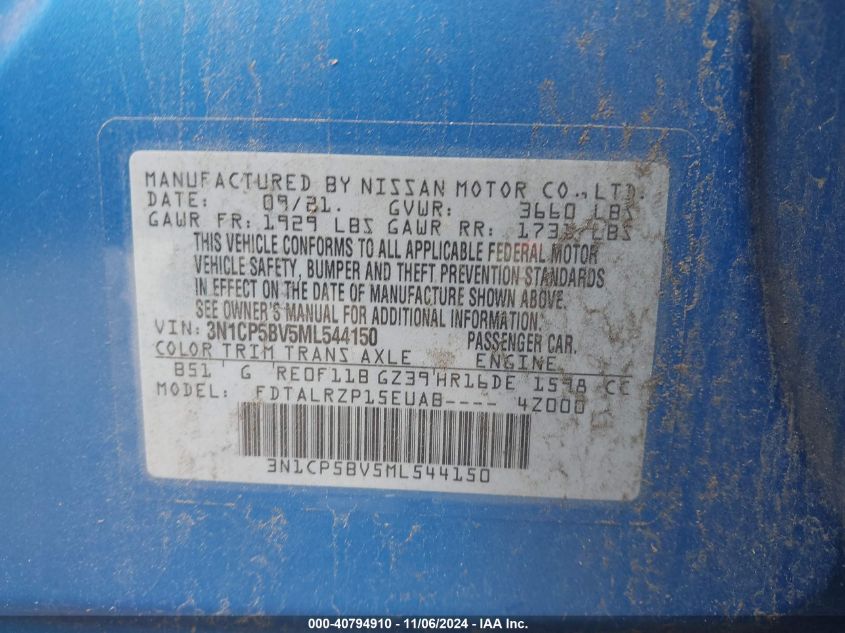 MANUFACTURED BY NISSAN MOTOR CO.,LTD.
DATE: 09/21. GVWR: 3660 LBS
GAWR FR: 1929 LBS GAWR RR: 1733 LBS
THIS VEHICLE CONFORMS TO ALL APPLICABLE FEDERAL MOTOR
VEHICLE SAFETY, BUMPER AND THEFT PREVENTION STANDARDS
IN EFFECT ON THE DATE OF MANUFACTURE SHOWN ABOVE.
SEE OWNER'S MANUAL FOR ADDITIONAL INFORMATION.
VIN: 3N1CP5BV5ML544150 PASSENGER CAR.
COLOR TRIM TRANS AXLE ENGINE
B51 G RE0F11B GZ39 HR16DE 1598 CC
MODEL: FDTALRZP15EUAB---- 4Z000
3N1CP5BV5ML544150
000-40794910 - 11/06/2024 - IAA Inc.